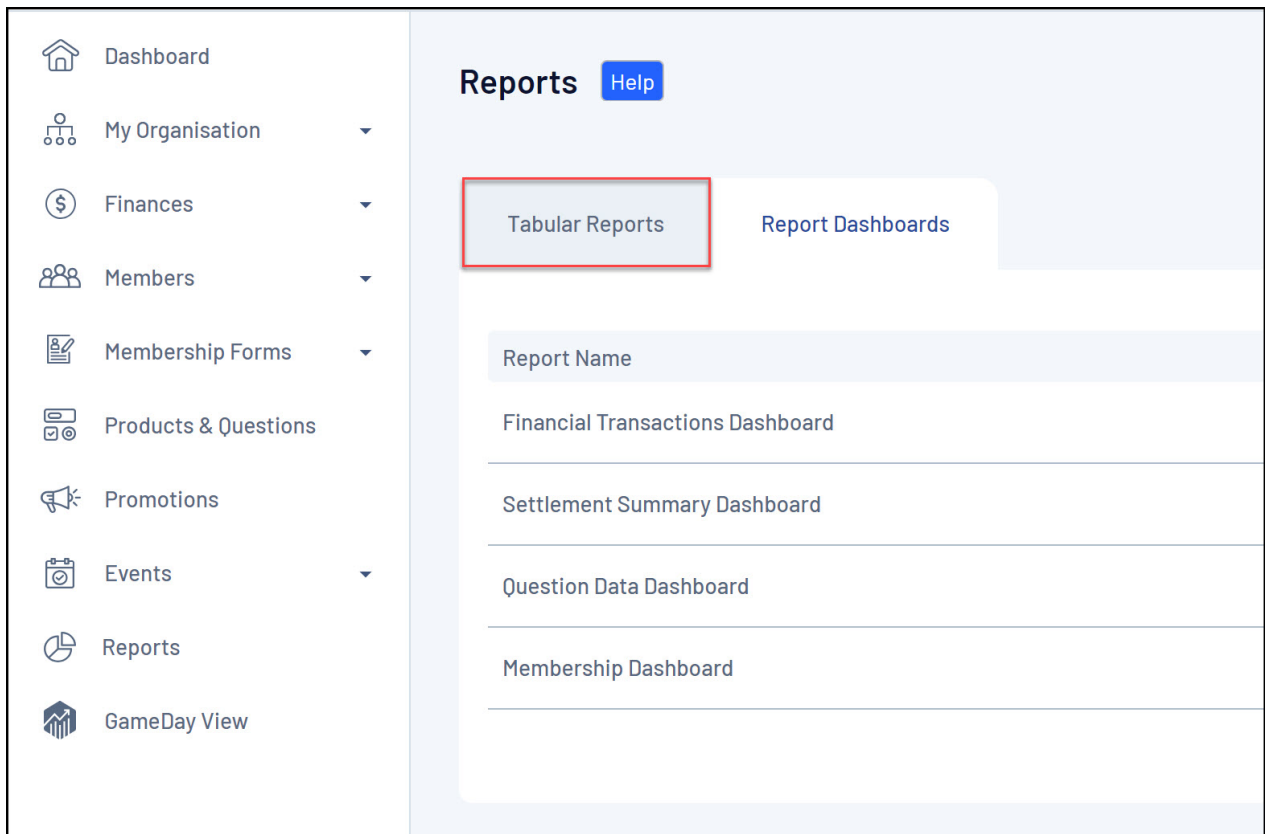 Dashboard
My Organisation
Finances
Members
Membership Forms
Products & Questions
Promotions
Events
Reports
GameDay View
Reports Help
Tabular Reports Report Dashboards
Report Name
Financial Transactions Dashboard
Settlement Summary Dashboard
Question Data Dashboard
Membership Dashboard